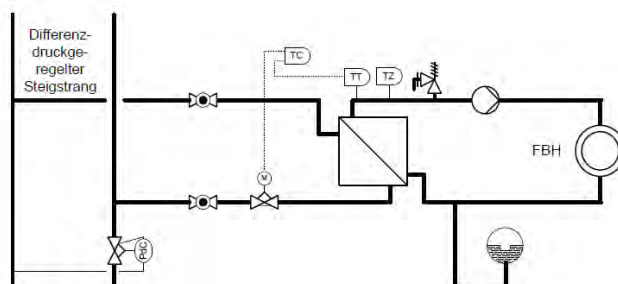 Differenz-
druckge-
regelter
Steigstrang
TC
TT
TZ
FBH
M
PdC